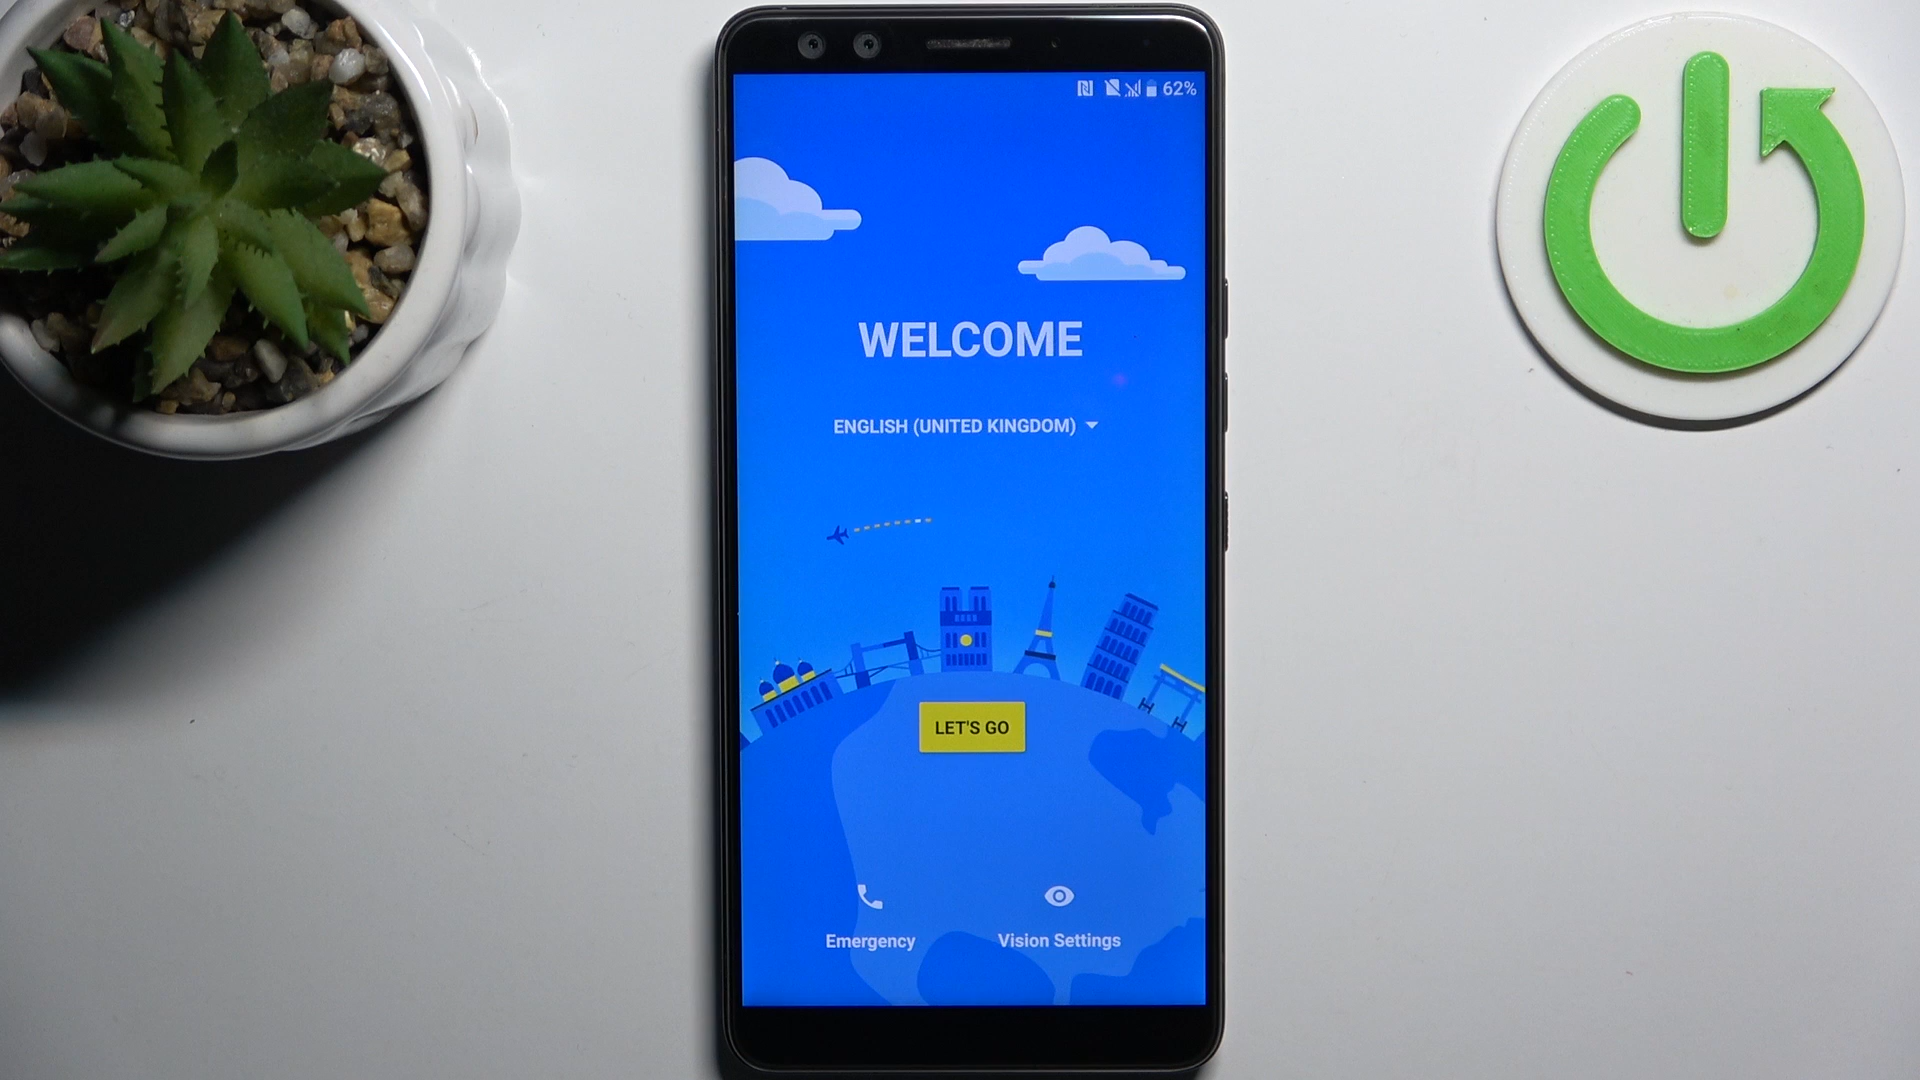 62%
WELCOME
ENGLISH (UNITED KINGDOM)
LET'S GO
Emergency
Vision Settings